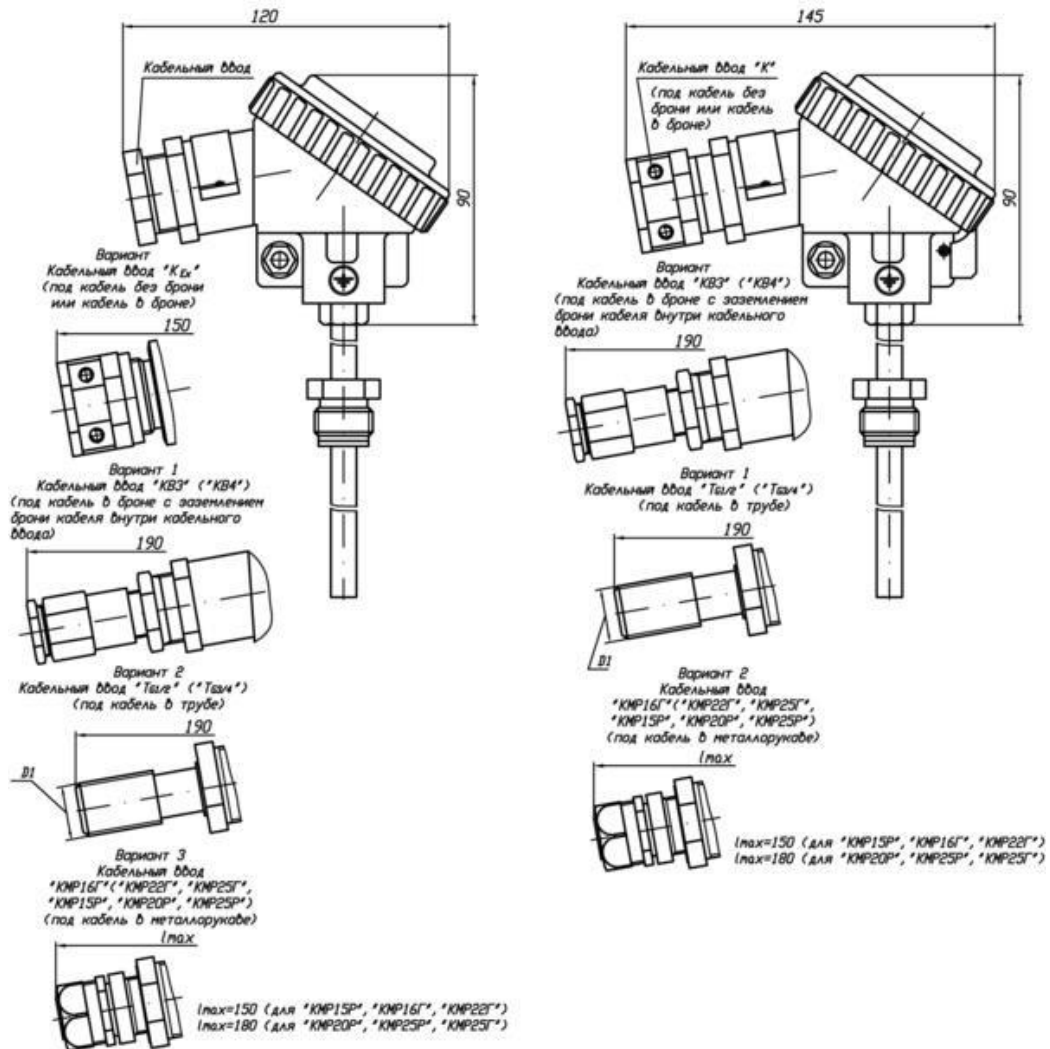 120
Кабельный ввод
90
Вариант
Кабельный ввод "КEx"
(под кабель без брони
или кабель в броне)
150
Вариант 1
Кабельный ввод "КВ3" ("КВ4")
(под кабель в броне с заземлением
брони кабеля внутри кабельного
ввода)
190
Вариант 2
Кабельный ввод "TG1/2" ("TG3/4")
(под кабель в трубе)
190
D1
Вариант 3
Кабельный ввод
"КМР16Г"("КМР22Г", "КМР25Г",
"КМР15Р", "КМР20Р", "КМР25Р")
(под кабель в металлорукаве)
lmax
lmax=150 (для "КМР15Р", "КМР16Г", "КМР22Г")
lmax=180 (для "КМР20Р", "КМР25Р", "КМР25Г")
145
Кабельный ввод "К"
(под кабель без
брони или кабель
в броне)
90
Вариант
Кабельный ввод "КВ3" ("КВ4")
(под кабель в броне с заземлением
брони кабеля внутри кабельного
ввода)
190
Вариант 1
Кабельный ввод "TG1/2" ("TG3/4")
(под кабель в трубе)
190
D1
Вариант 2
Кабельный ввод
"КМР16Г"("КМР22Г", "КМР25Г",
"КМР15Р", "КМР20Р", "КМР25Р")
(под кабель в металлорукаве)
lmax
lmax=150 (для "КМР15Р", "КМР16Г", "КМР22Г")
lmax=180 (для "КМР20Р", "КМР25Р", "КМР25Г")